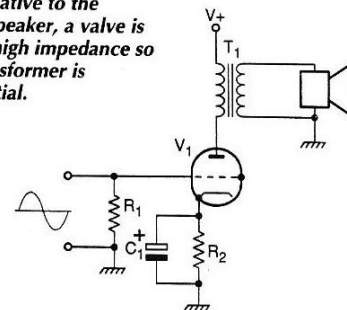 ative to the
peaker, a valve is
high impedance so
sformer is
tial.
V+
T1
V1
R1
+
C1
R2